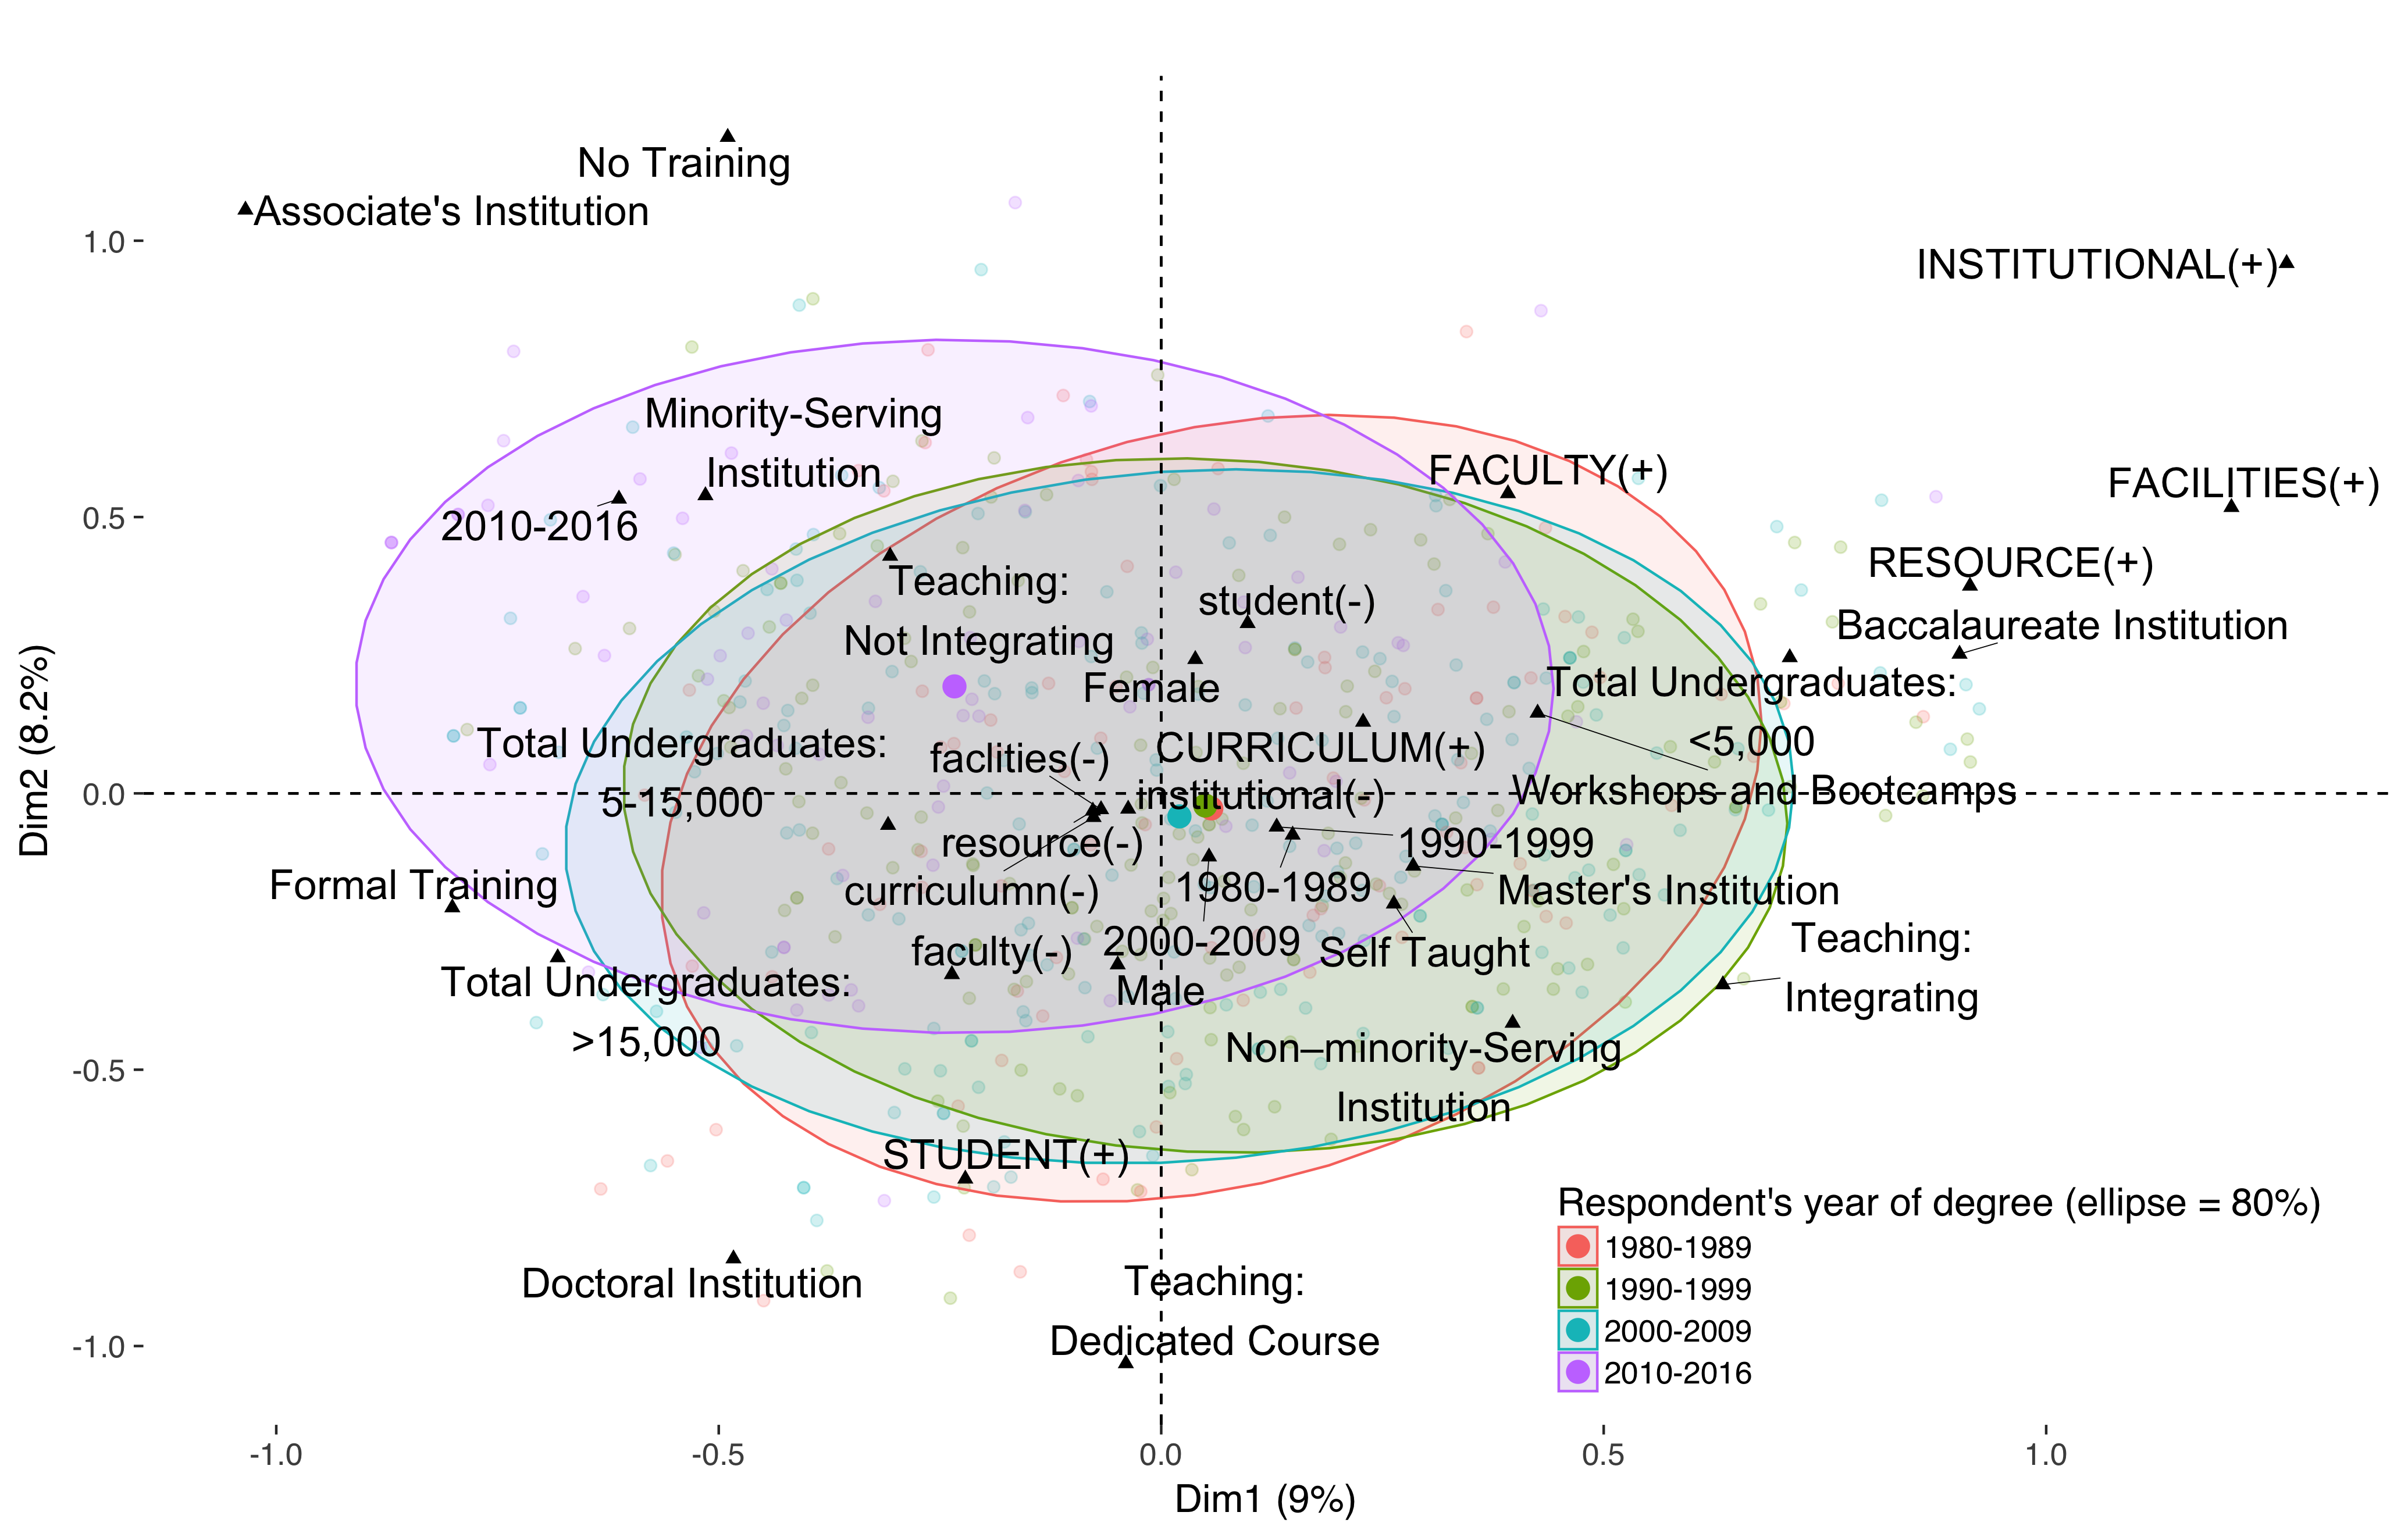 No Training
Associate's Institution
1.0
INSTITUTIONAL(+)
Minority-Serving
Institution
FACULTY(+)
FACILITIES(+)
0.5
2010-2016
RESOURCE(+)
Teaching:
Not Integrating
student(-)
Baccalaureate Institution
Female
Total Undergraduates:
<5,000
Total Undergraduates:
5-15,000
facilties(-)
CURRICULUM(+)
institutional(-)
Workshops and Bootcamps
0.0
Dim2 (8.2%)
resource(-)
1990-1999
Formal Training
curriculumn(-)
1980-1989
Master's Institution
faculty(-)
2000-2009
Self Taught
Teaching:
Integrating
Total Undergraduates:
>15,000
Male
-0.5
Non–minority-Serving
Institution
STUDENT(+)
Respondent's year of degree (ellipse = 80%)
1980-1989
1990-1999
2000-2009
2010-2016
Doctoral Institution
Teaching:
Dedicated Course
-1.0
-1.0
-0.5
0.0
0.5
1.0
Dim1 (9%)